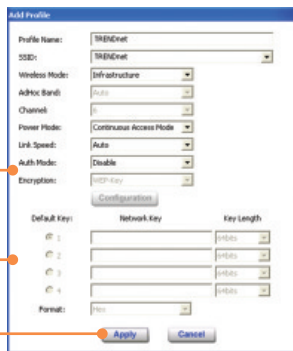 Add Profile
Profile Name: TRENDnet
SSID: TRENDnet
Wireless Mode: Infrastructure
AdHoc Band: Auto
Channel: 6
Power Mode: Continuous Access Mode
Link Speed: Auto
Auth Mode: Disable
Encryption: WEP-Key
Configuration
Default Key: Network Key Key Length
1 64bits
2 64bits
3 64bits
4 64bits
Format: Hex
Apply Cancel